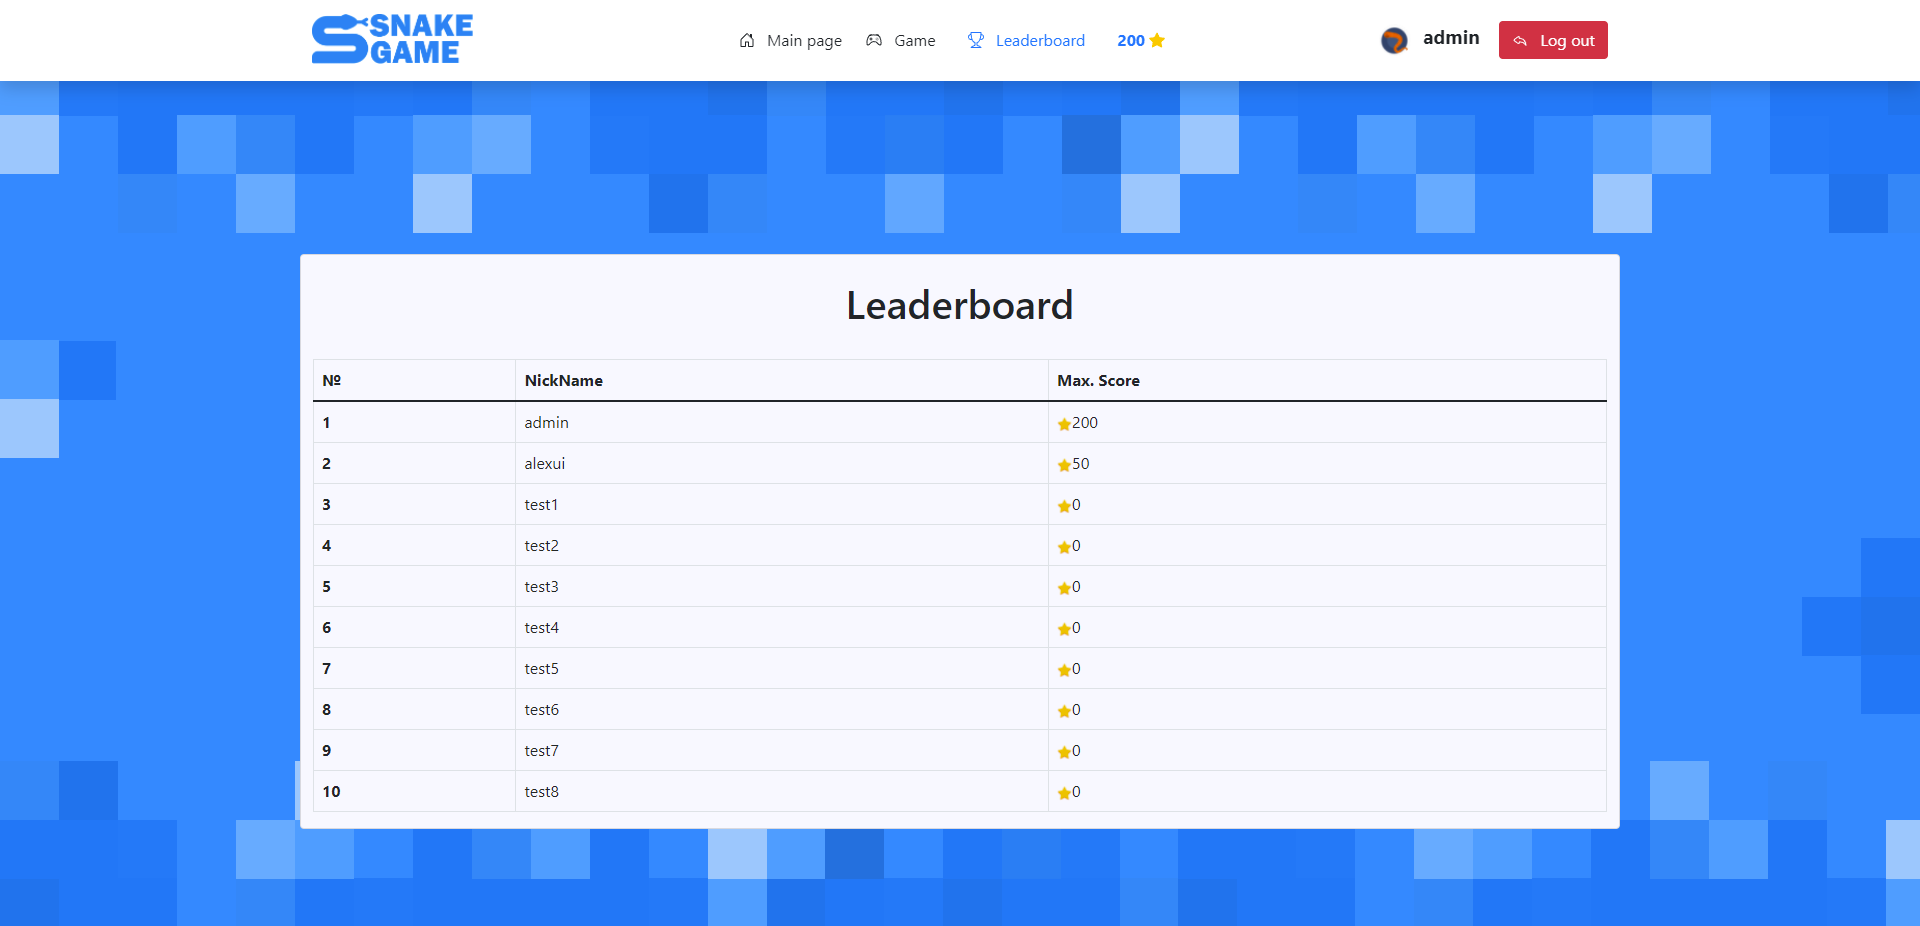 SNAKE
GAME
Main page Game Leaderboard 200 admin Log out
Leaderboard
№ NickName Max. Score
1 admin 200
2 alexui 50
3 test1 0
4 test2 0
5 test3 0
6 test4 0
7 test5 0
8 test6 0
9 test7 0
10 test8 0